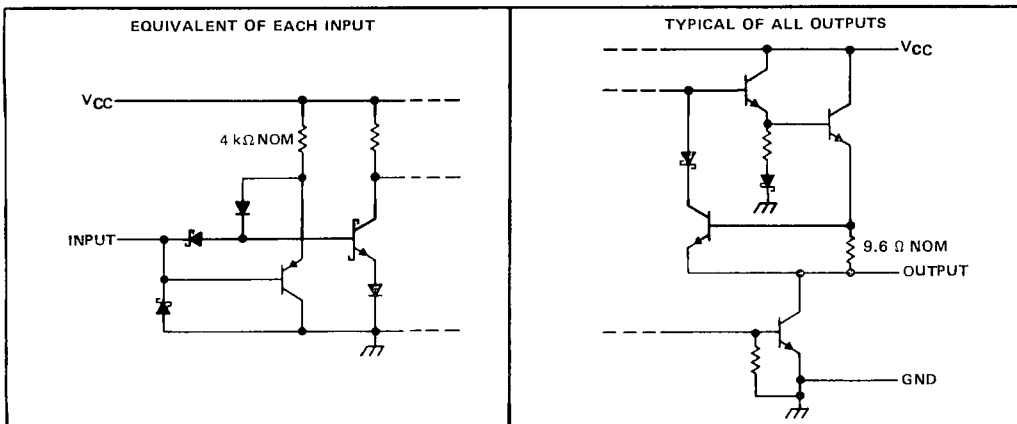 EQUIVALENT OF EACH INPUT
VCC
4 kΩ NOM
INPUT
TYPICAL OF ALL OUTPUTS
VCC
9.6 Ω NOM
OUTPUT
GND